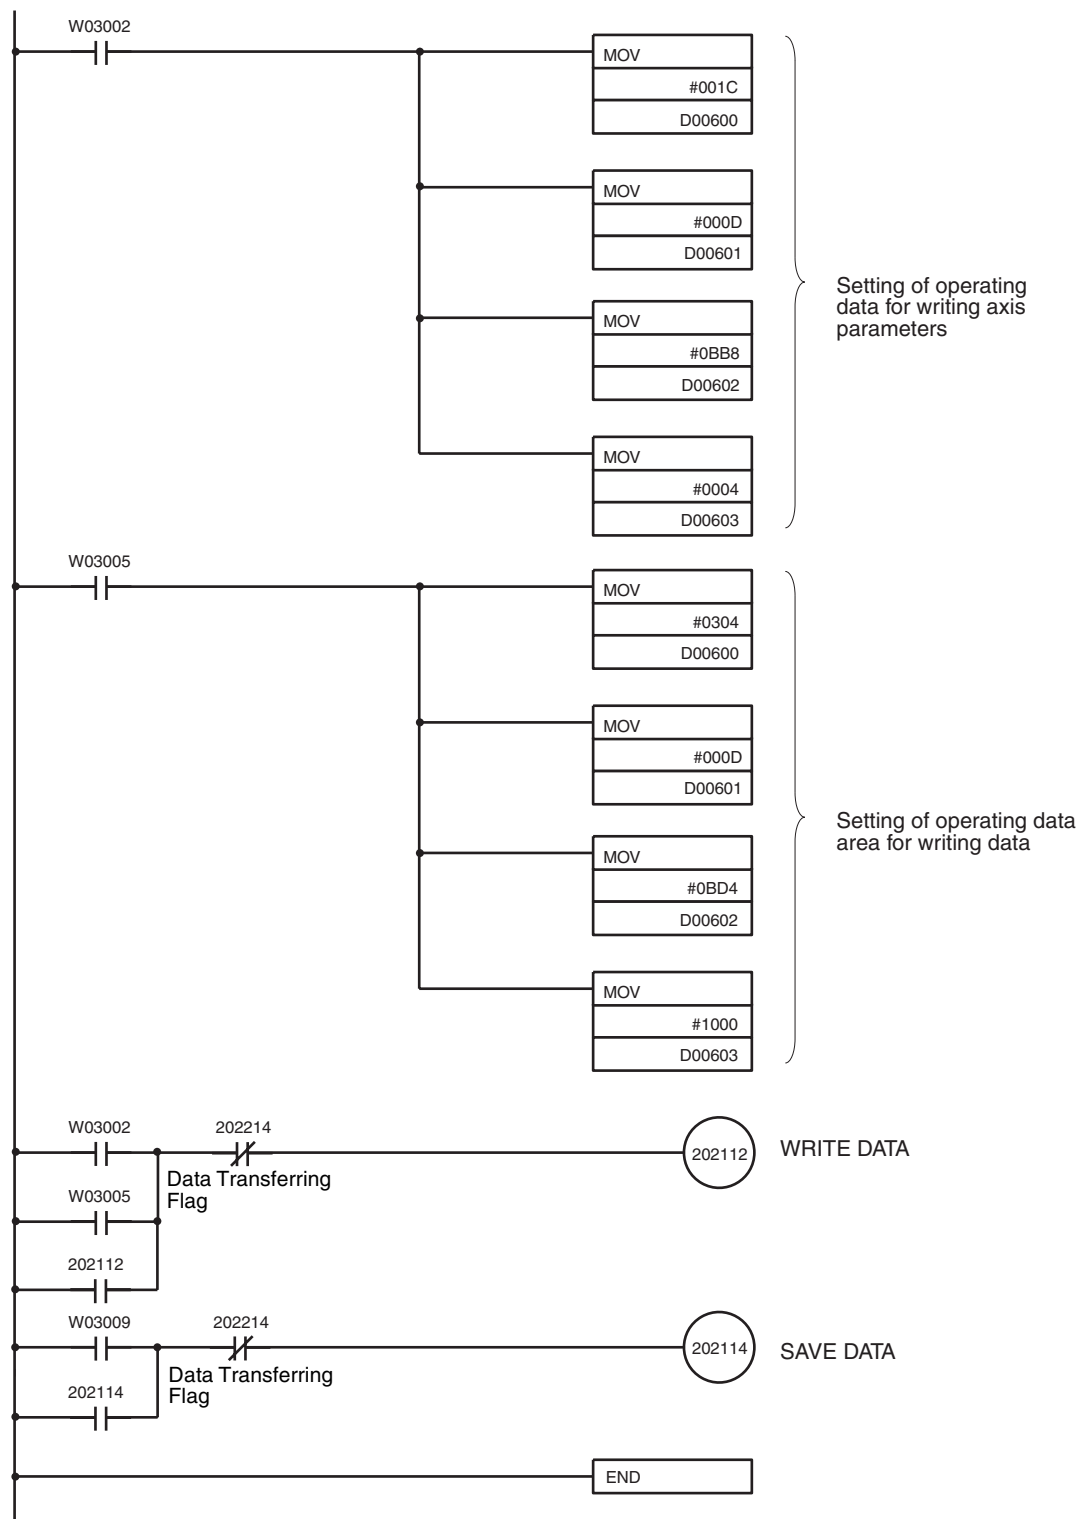 W03002
MOV
#001C
D00600
MOV
#000D
D00601
MOV
#0BB8
D00602
MOV
#0004
D00603
Setting of operating
data for writing axis
parameters
W03005
MOV
#0304
D00600
MOV
#000D
D00601
MOV
#0BD4
D00602
MOV
#1000
D00603
Setting of operating data
area for writing data
W03002
202214
Data Transferring
Flag
202112
WRITE DATA
W03005
202112
W03009
202214
Data Transferring
Flag
202114
SAVE DATA
202114
END